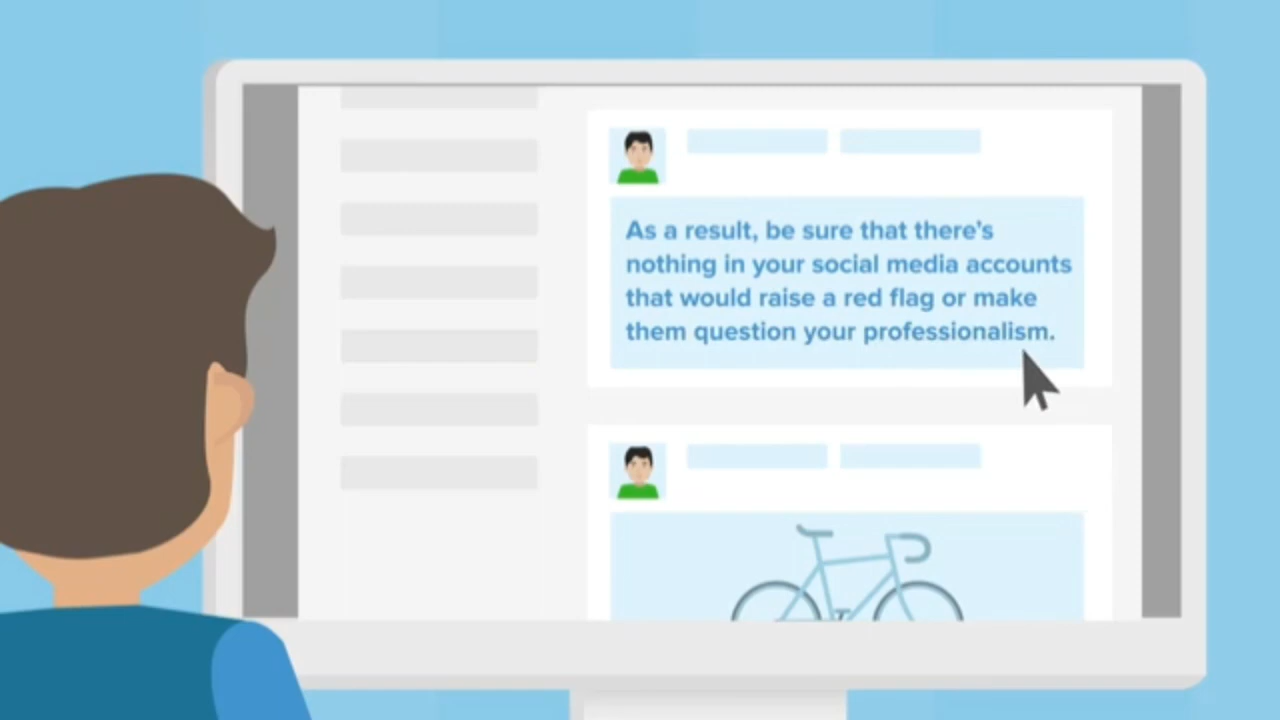 As a result, be sure that there's
nothing in your social media accounts
that would raise a red flag or make
them question your professionalism.